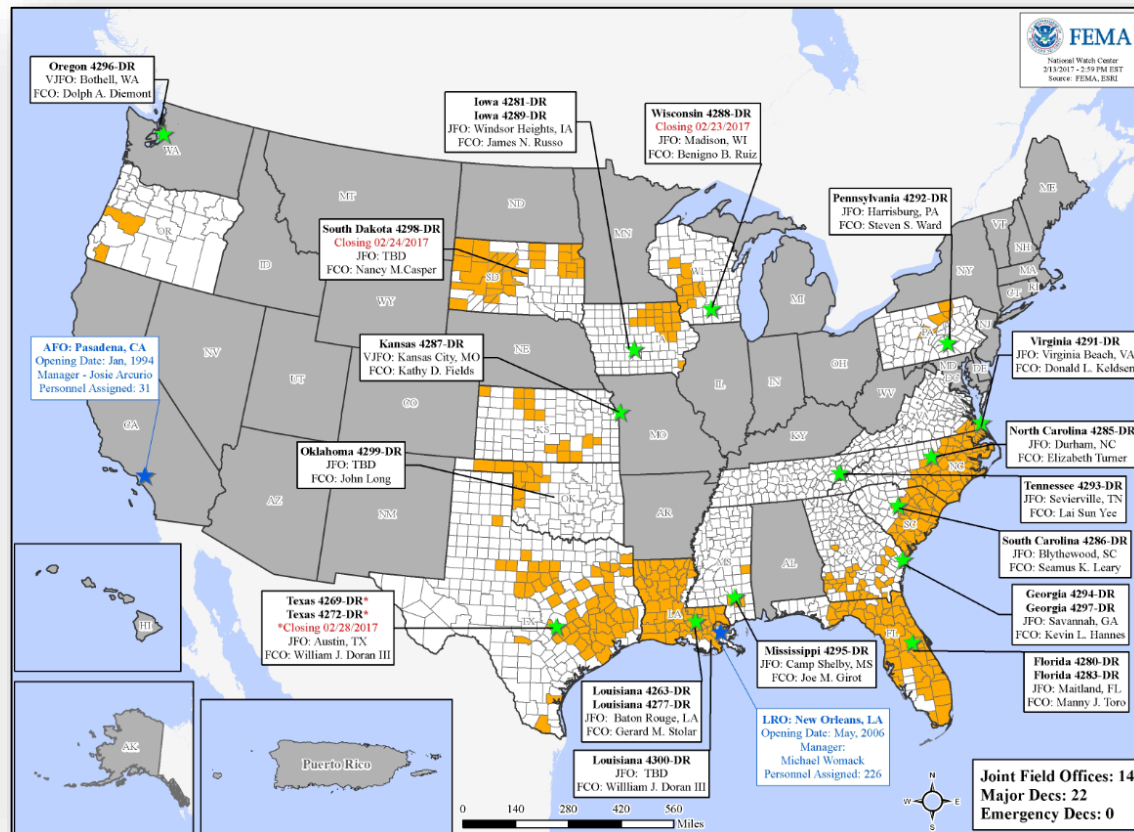 FEMA
National Watch Center
2/13/2017 - 2:59 PM EST
Source: FEMA, ESRI
Oregon 4296-DR
VJFO: Bothell, WA
FCO: Dolph A. Diemont
Iowa 4281-DR
Iowa 4289-DR
JFO: Windsor Heights, IA
FCO: James N. Russo
Wisconsin 4288-DR
Closing 02/23/2017
JFO: Madison, WI
FCO: Benigno B. Ruiz
Pennsylvania 4292-DR
JFO: Harrisburg, PA
FCO: Steven S. Ward
South Dakota 4298-DR
Closing 02/24/2017
JFO: TBD
FCO: Nancy M.Casper
AFO: Pasadena, CA
Opening Date: Jan, 1994
Manager - Josie Arcurio
Personnel Assigned: 31
Kansas 4287-DR
VJFO: Kansas City, MO
FCO: Kathy D. Fields
Virginia 4291-DR
JFO: Virginia Beach, VA
FCO: Donald L. Keldsen
North Carolina 4285-DR
JFO: Durham, NC
FCO: Elizabeth Turner
Oklahoma 4299-DR
JFO: TBD
FCO: John Long
Tennessee 4293-DR
JFO: Sevierville, TN
FCO: Lai Sun Yee
South Carolina 4286-DR
JFO: Blythewood, SC
FCO: Seamus K. Leary
Georgia 4294-DR
Georgia 4297-DR
JFO: Savannah, GA
FCO: Kevin L. Hannes
Texas 4269-DR*
Texas 4272-DR*
*Closing 02/28/2017
JFO: Austin, TX
FCO: William J. Doran III
Mississippi 4295-DR
JFO: Camp Shelby, MS
FCO: Joe M. Girot
Florida 4280-DR
Florida 4283-DR
JFO: Maitland, FL
FCO: Manny J. Toro
Louisiana 4263-DR
Louisiana 4277-DR
JFO: Baton Rouge, LA
FCO: Gerard M. Stolar
LRO: New Orleans, LA
Opening Date: May, 2006
Manager:
Michael Womack
Personnel Assigned: 226
Louisiana 4300-DR
JFO: TBD
FCO: Willliam J. Doran III
Joint Field Offices: 14
Major Decs: 22
Emergency Decs: 0
WA
MT
ND
MN
ME
VT
NH
OR
ID
SD
WI
NY
MA
RI
CT
WY
MI
PA
NJ
NV
NE
OH
MD
DE
DC
UT
IL
IN
WV
CA
CO
KS
MO
KY
VA
NC
AZ
NM
OK
AR
SC
MS
AL
GA
TX
LA
FL
HI
AK
Puerto Rico
N
W
E
S
0
140
280
420
560
Miles